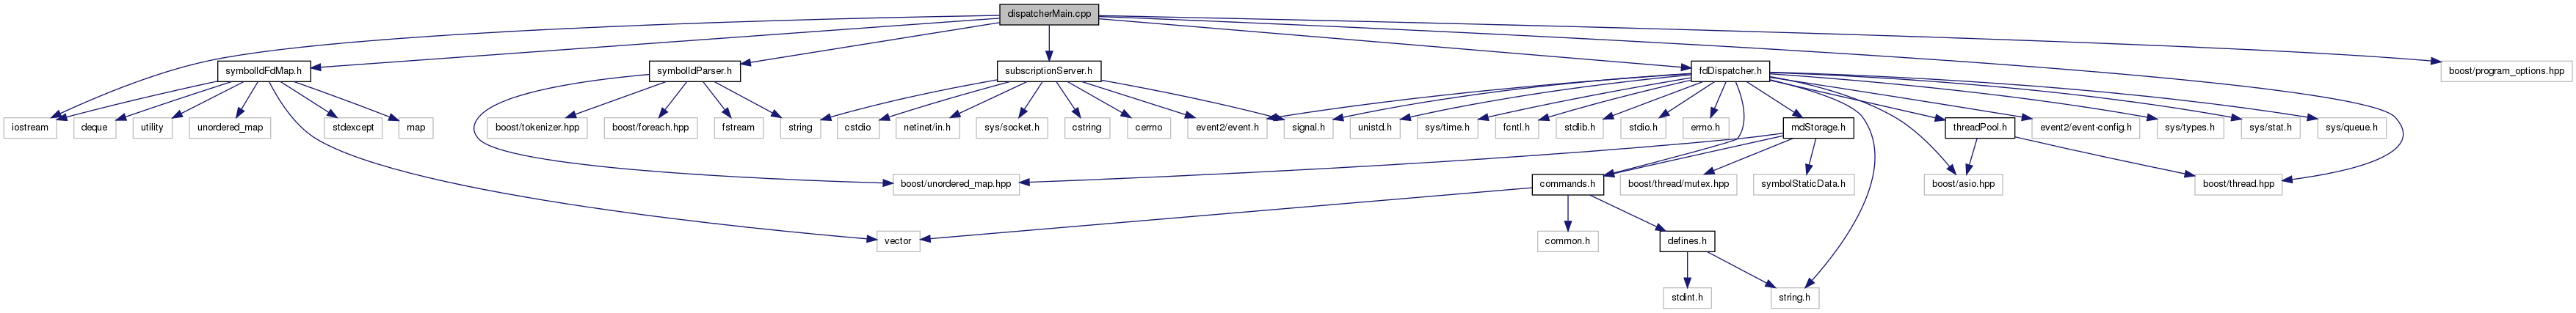 dispatcherMain.cpp
symbolIdFdMap.h
symbolIdParser.h
subscriptionServer.h
fdDispatcher.h
boost/program_options.hpp
iostream
deque
utility
unordered_map
stdexcept
map
boost/tokenizer.hpp
boost/foreach.hpp
fstream
string
cstdio
netinet/in.h
sys/socket.h
cstring
cerrno
event2/event.h
signal.h
unistd.h
sys/time.h
fcntl.h
stdlib.h
stdio.h
errno.h
mdStorage.h
threadPool.h
event2/event-config.h
sys/types.h
sys/stat.h
sys/queue.h
boost/unordered_map.hpp
commands.h
boost/thread/mutex.hpp
symbolStaticData.h
boost/asio.hpp
boost/thread.hpp
vector
common.h
defines.h
stdint.h
string.h